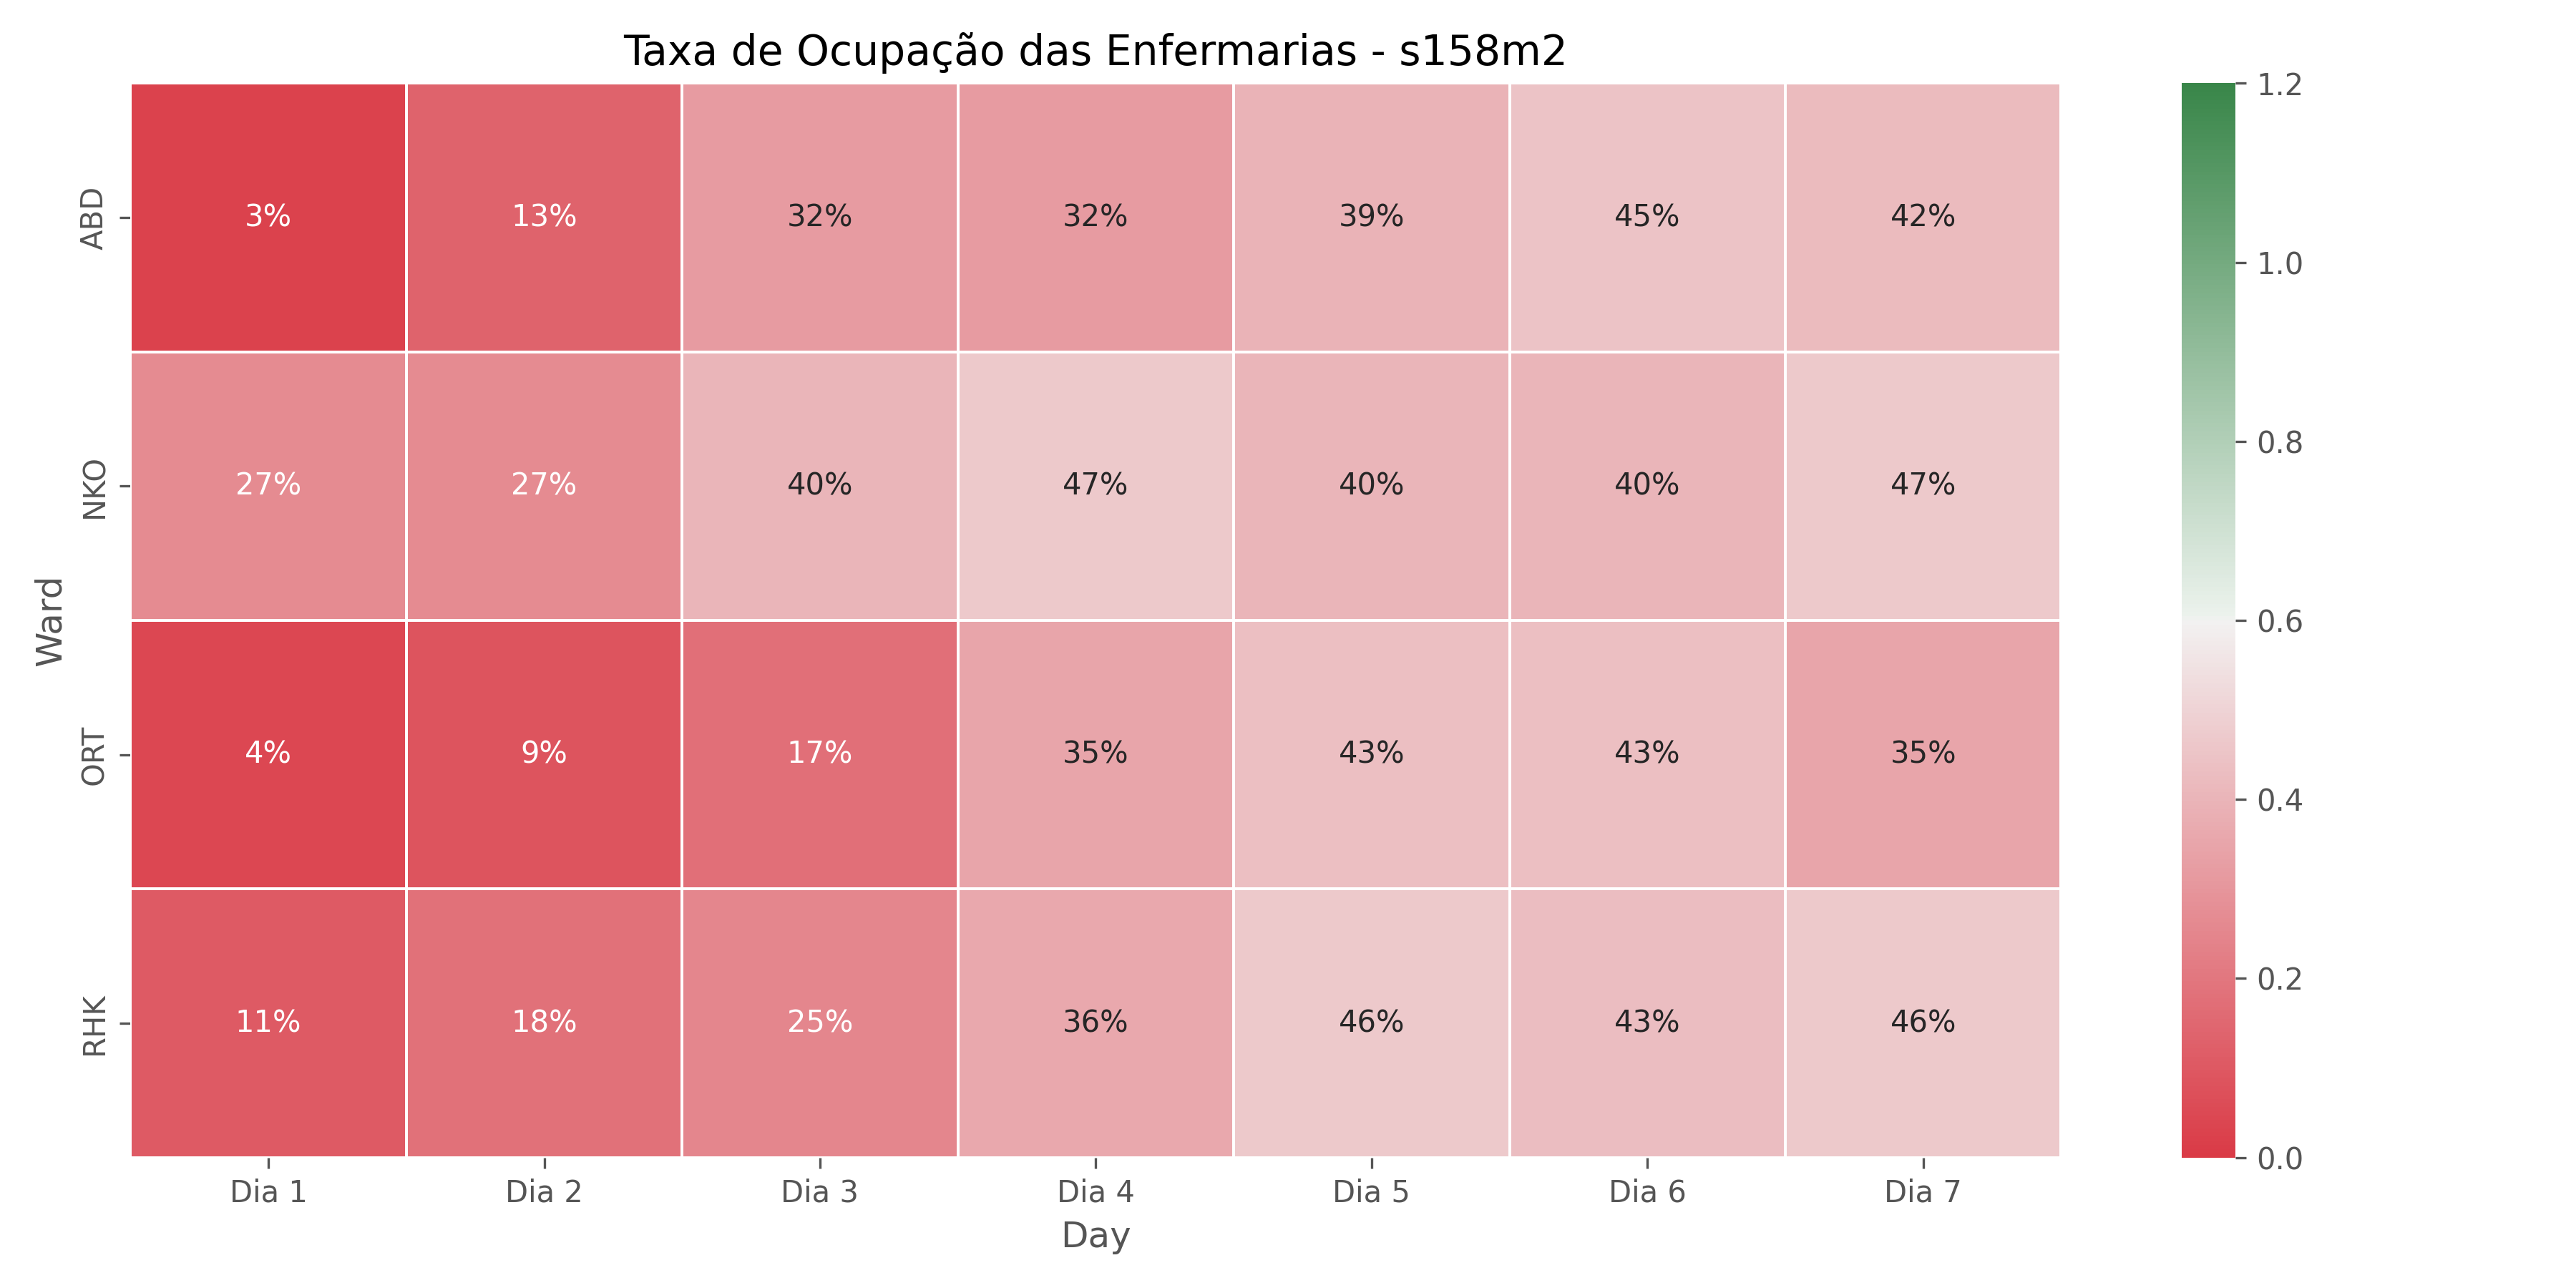 Taxa de Ocupação das Enfermarias - s158m2
Ward
ABD 3% 13% 32% 32% 39% 45% 42%
NKO 27% 27% 40% 47% 40% 40% 47%
ORT 4% 9% 17% 35% 43% 43% 35%
RHK 11% 18% 25% 36% 46% 43% 46%
Dia 1 Dia 2 Dia 3 Dia 4 Dia 5 Dia 6 Dia 7
Day
1.2
1.0
0.8
0.6
0.4
0.2
0.0